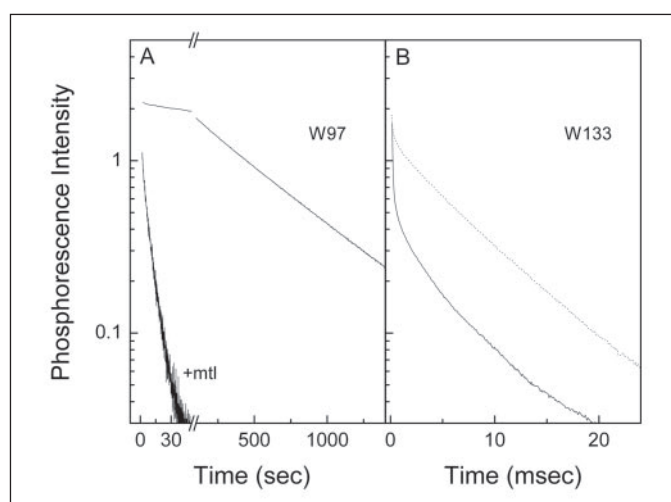 A
B
Phosphorescence Intensity
W97
W133
1
0.1
+mtl
0 30 500 1000
0 10 20
Time (sec)
Time (msec)